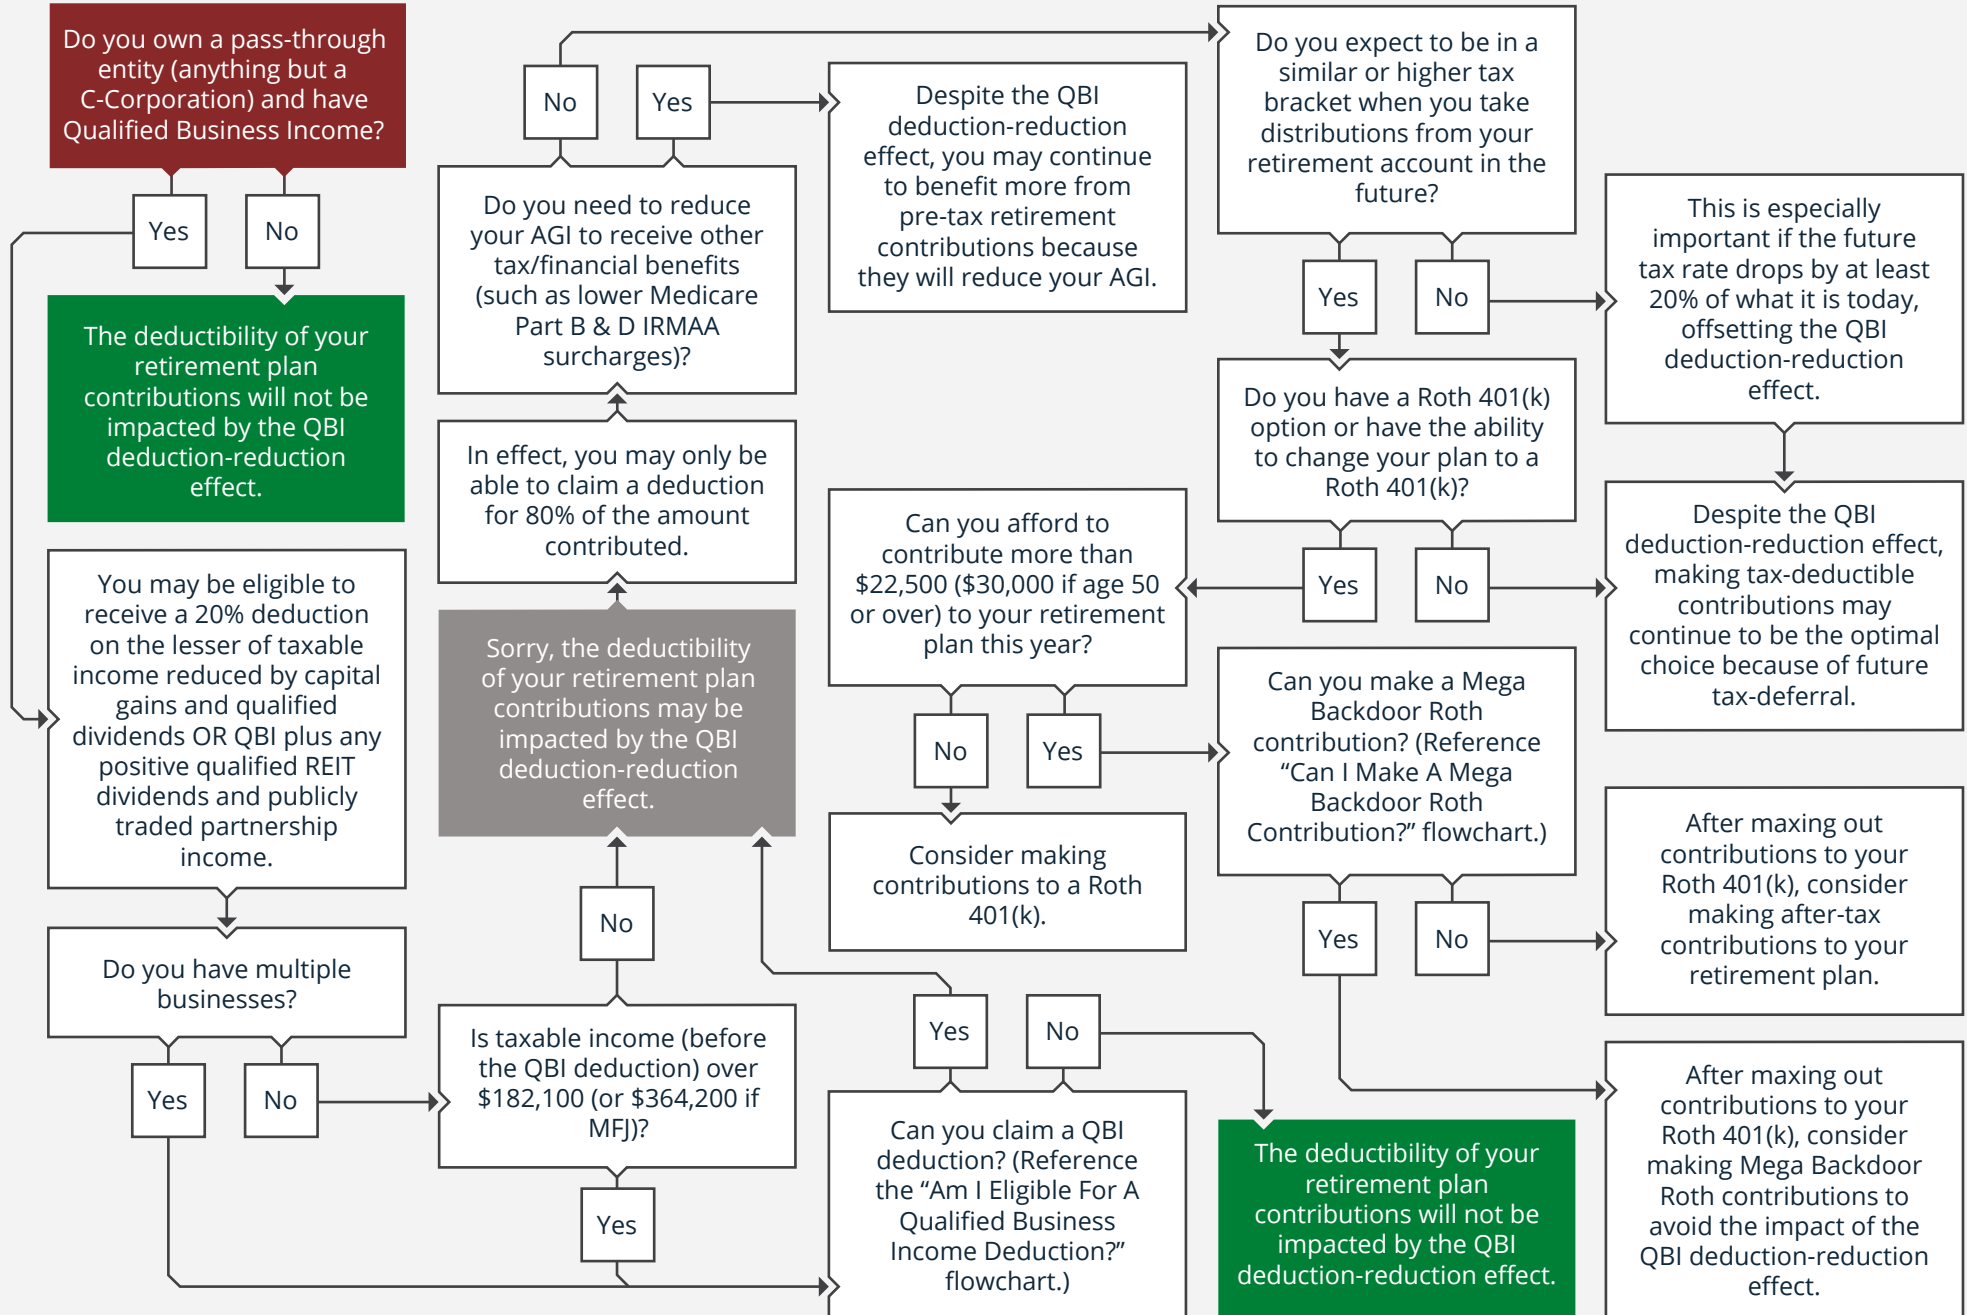 Do you own a pass-through
entity (anything but a
C-Corporation) and have
Qualified Business Income?
Yes
No
The deductibility of your
retirement plan
contributions will not be
impacted by the QBI
deduction-reduction
effect.
You may be eligible to
receive a 20% deduction
on the lesser of taxable
income reduced by capital
gains and qualified
dividends OR QBI plus any
positive qualified REIT
dividends and publicly
traded partnership
income.
Do you have multiple
businesses?
Yes
No
Is taxable income (before
the QBI deduction) over
$182,100 (or $364,200 if
MFJ)?
No
Yes
Sorry, the deductibility
of your retirement plan
contributions may be
impacted by the QBI
deduction-reduction
effect.
In effect, you may only be
able to claim a deduction
for 80% of the amount
contributed.
Do you need to reduce
your AGI to receive other
tax/financial benefits
(such as lower Medicare
Part B & D IRMAA
surcharges)?
No
Yes
Despite the QBI
deduction-reduction
effect, you may continue
to benefit more from
pre-tax retirement
contributions because
they will reduce your AGI.
Can you afford to
contribute more than
$22,500 ($30,000 if age 50
or over) to your retirement
plan this year?
No
Yes
Consider making
contributions to a Roth
401(k).
Yes
No
Can you claim a QBI
deduction? (Reference
the “Am I Eligible For A
Qualified Business
Income Deduction?”
flowchart.)
Do you expect to be in a
similar or higher tax
bracket when you take
distributions from your
retirement account in the
future?
Yes
No
Do you have a Roth 401(k)
option or have the ability
to change your plan to a
Roth 401(k)?
Yes
No
Can you make a Mega
Backdoor Roth
contribution? (Reference
“Can I Make A Mega
Backdoor Roth
Contribution?” flowchart.)
Yes
No
The deductibility of your
retirement plan
contributions will not be
impacted by the QBI
deduction-reduction effect.
This is especially
important if the future
tax rate drops by at least
20% of what it is today,
offsetting the QBI
deduction-reduction
effect.
Despite the QBI
deduction-reduction effect,
making tax-deductible
contributions may
continue to be the optimal
choice because of future
tax-deferral.
After maxing out
contributions to your
Roth 401(k), consider
making after-tax
contributions to your
retirement plan.
After maxing out
contributions to your
Roth 401(k), consider
making Mega Backdoor
Roth contributions to
avoid the impact of the
QBI deduction-reduction
effect.